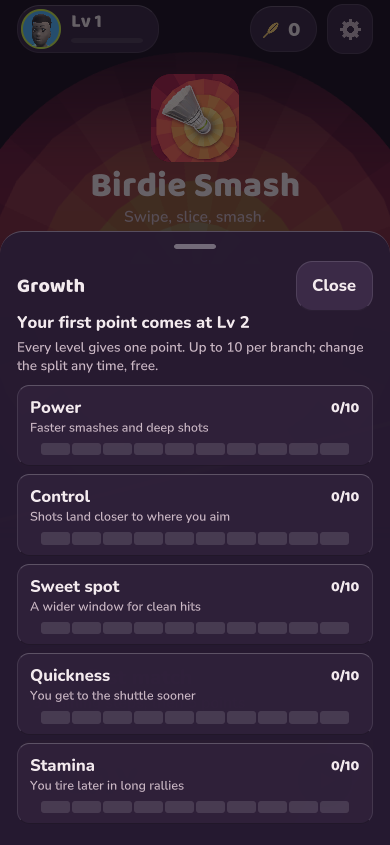 Lv 1
0
Birdie Smash
Swipe, slice, smash.
Growth
Close
Your first point comes at Lv 2
Every level gives one point. Up to 10 per branch; change
the split any time, free.
Power
0/10
Faster smashes and deep shots
Control
0/10
Shots land closer to where you aim
Sweet spot
0/10
A wider window for clean hits
Quickness
0/10
You get to the shuttle sooner
Stamina
0/10
You tire later in long rallies